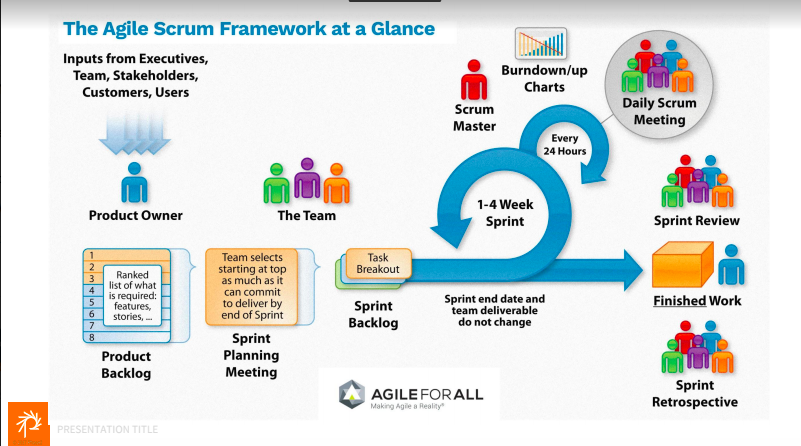 The Agile Scrum Framework at a Glance
Inputs from Executives,
Team, Stakeholders,
Customers, Users
Product Owner
The Team
Scrum
Master
Burndown/up
Charts
Daily Scrum
Meeting
Every
24 Hours
1-4 Week
Sprint
Sprint Review
1
2
3
4
5
6
7
8
Ranked
list of what
is required:
features,
stories, ...
Product
Backlog
Team selects
starting at top
as much as it
can commit
to deliver by
end of Sprint
Sprint
Planning
Meeting
Task
Breakout
Sprint
Backlog
Sprint end date and
team deliverable
do not change
Finished Work
Sprint
Retrospective
AGILE FOR ALL
Making Agile a Reality®
PRESENTATION TITLE